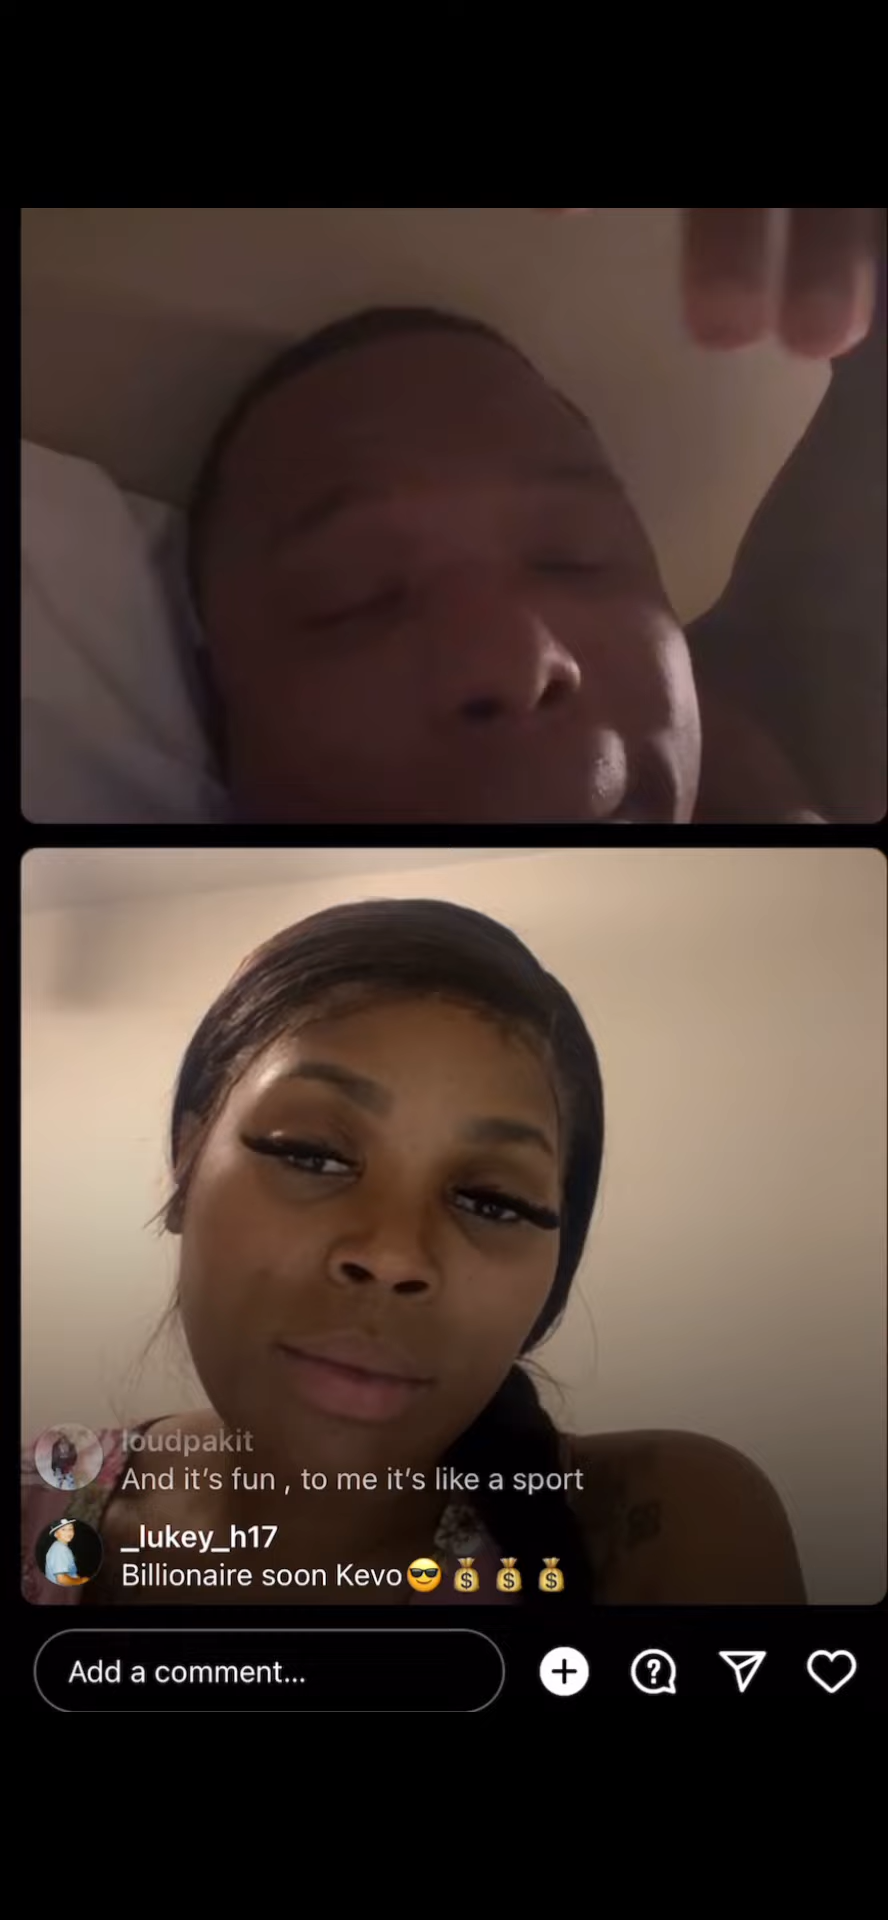 loudpakit
And it’s fun , to me it’s like a sport
_lukey_h17
Billionaire soon Kevo😎💰💰💰
Add a comment...